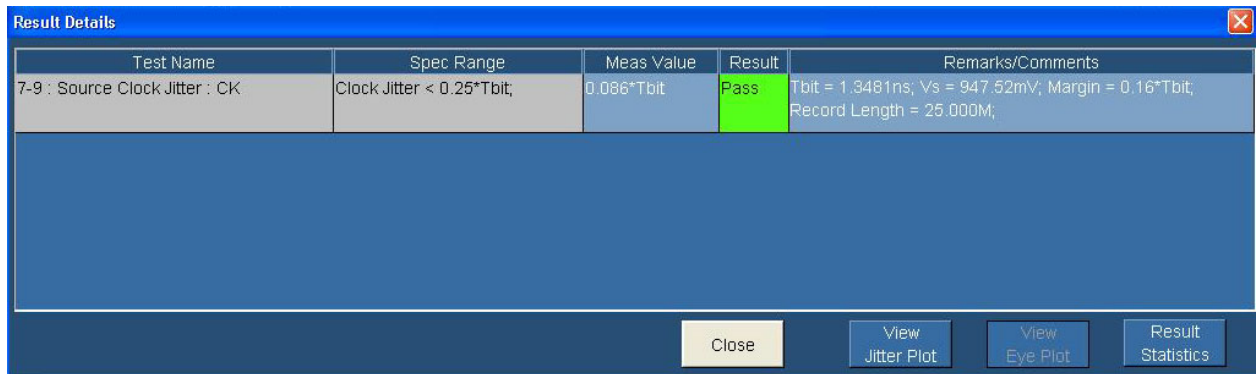 Result Details
Test Name Spec Range Meas Value Result Remarks/Comments
7-9 : Source Clock Jitter : CK Clock Jitter < 0.25*Tbit; 0.086*Tbit Pass Tbit = 1.3481ns; Vs = 947.52mV; Margin = 0.16*Tbit;
Record Length = 25.000M;
Close
View
Jitter Plot
View
Eye Plot
Result
Statistics